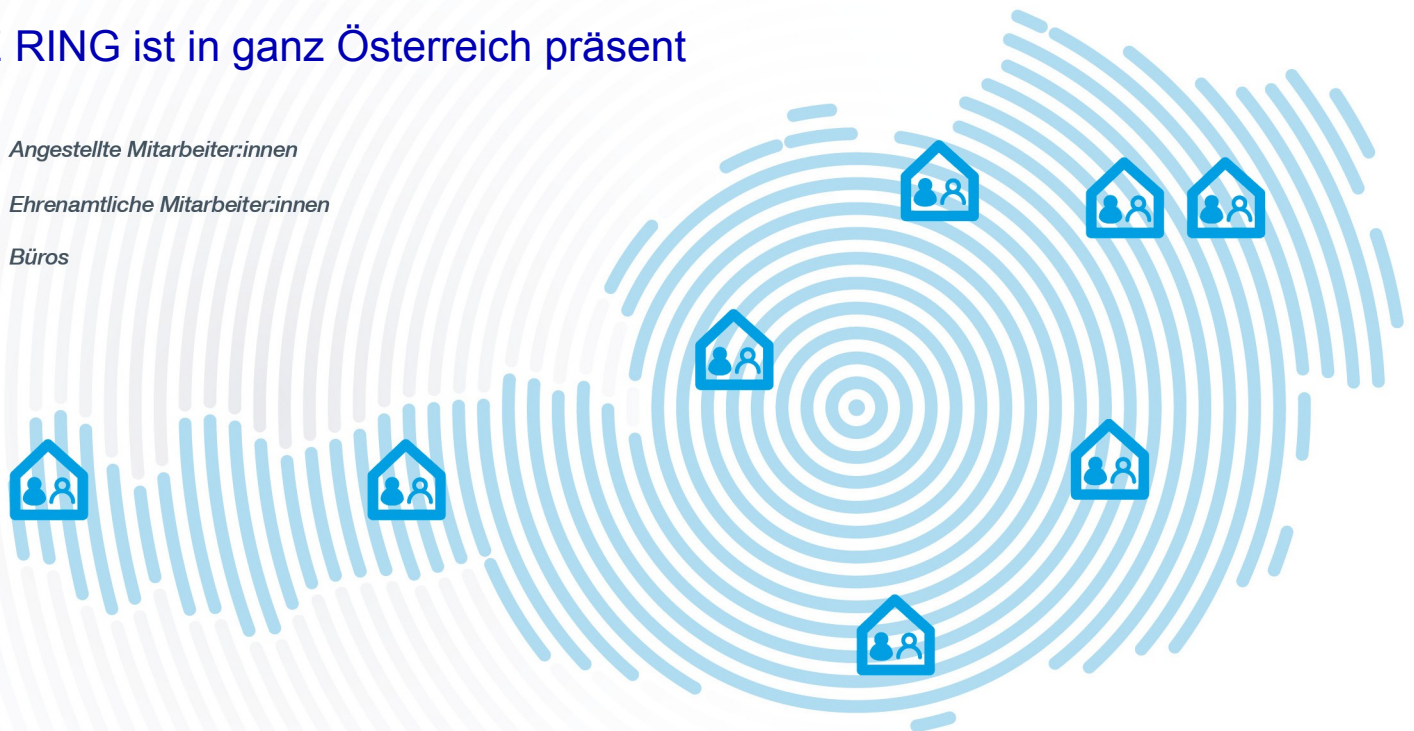 RING ist in ganz Österreich präsent
Angestellte Mitarbeiter:innen
Ehrenamtliche Mitarbeiter:innen
Büros